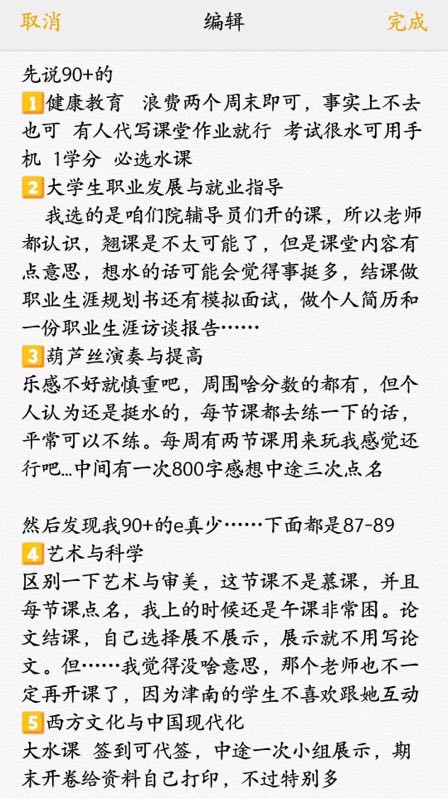 取消 编辑 完成
先说90+的
1️⃣健康教育 浪费两个周末即可，事实上不去
也可 有人代写课堂作业就行 考试很水可用手
机 1学分 必选水课
2️⃣大学生职业发展与就业指导
我选的是咱们院辅导员们开的课，所以老师
都认识，翘课是不太可能了，但是课堂内容有
点意思，想水的话可能会觉得事挺多，结课做
职业生涯规划书还有模拟面试，做个人简历和
一份职业生涯访谈报告……
3️⃣葫芦丝演奏与提高
乐感不好就慎重吧，周围啥分数的都有，但个
人认为还是挺水的，每节课都去练一下的话，
平常可以不练。每周有两节课用来玩我感觉还
行吧…中间有一次800字感想中途三次点名
然后发现我90+的e真少……下面都是87-89
4️⃣艺术与科学
区别一下艺术与审美，这节课不是慕课，并且
每节课点名，我上的时候还是午课非常困。论
文结课，自己选择展不展示，展示就不用写论
文。但……我觉得没啥意思，那个老师也不一
定再开课了，因为津南的学生不喜欢跟她互动
5️⃣西方文化与中国现代化
大水课 签到可代签，中途一次小组展示，期
末开卷给资料自己打印，不过特别多